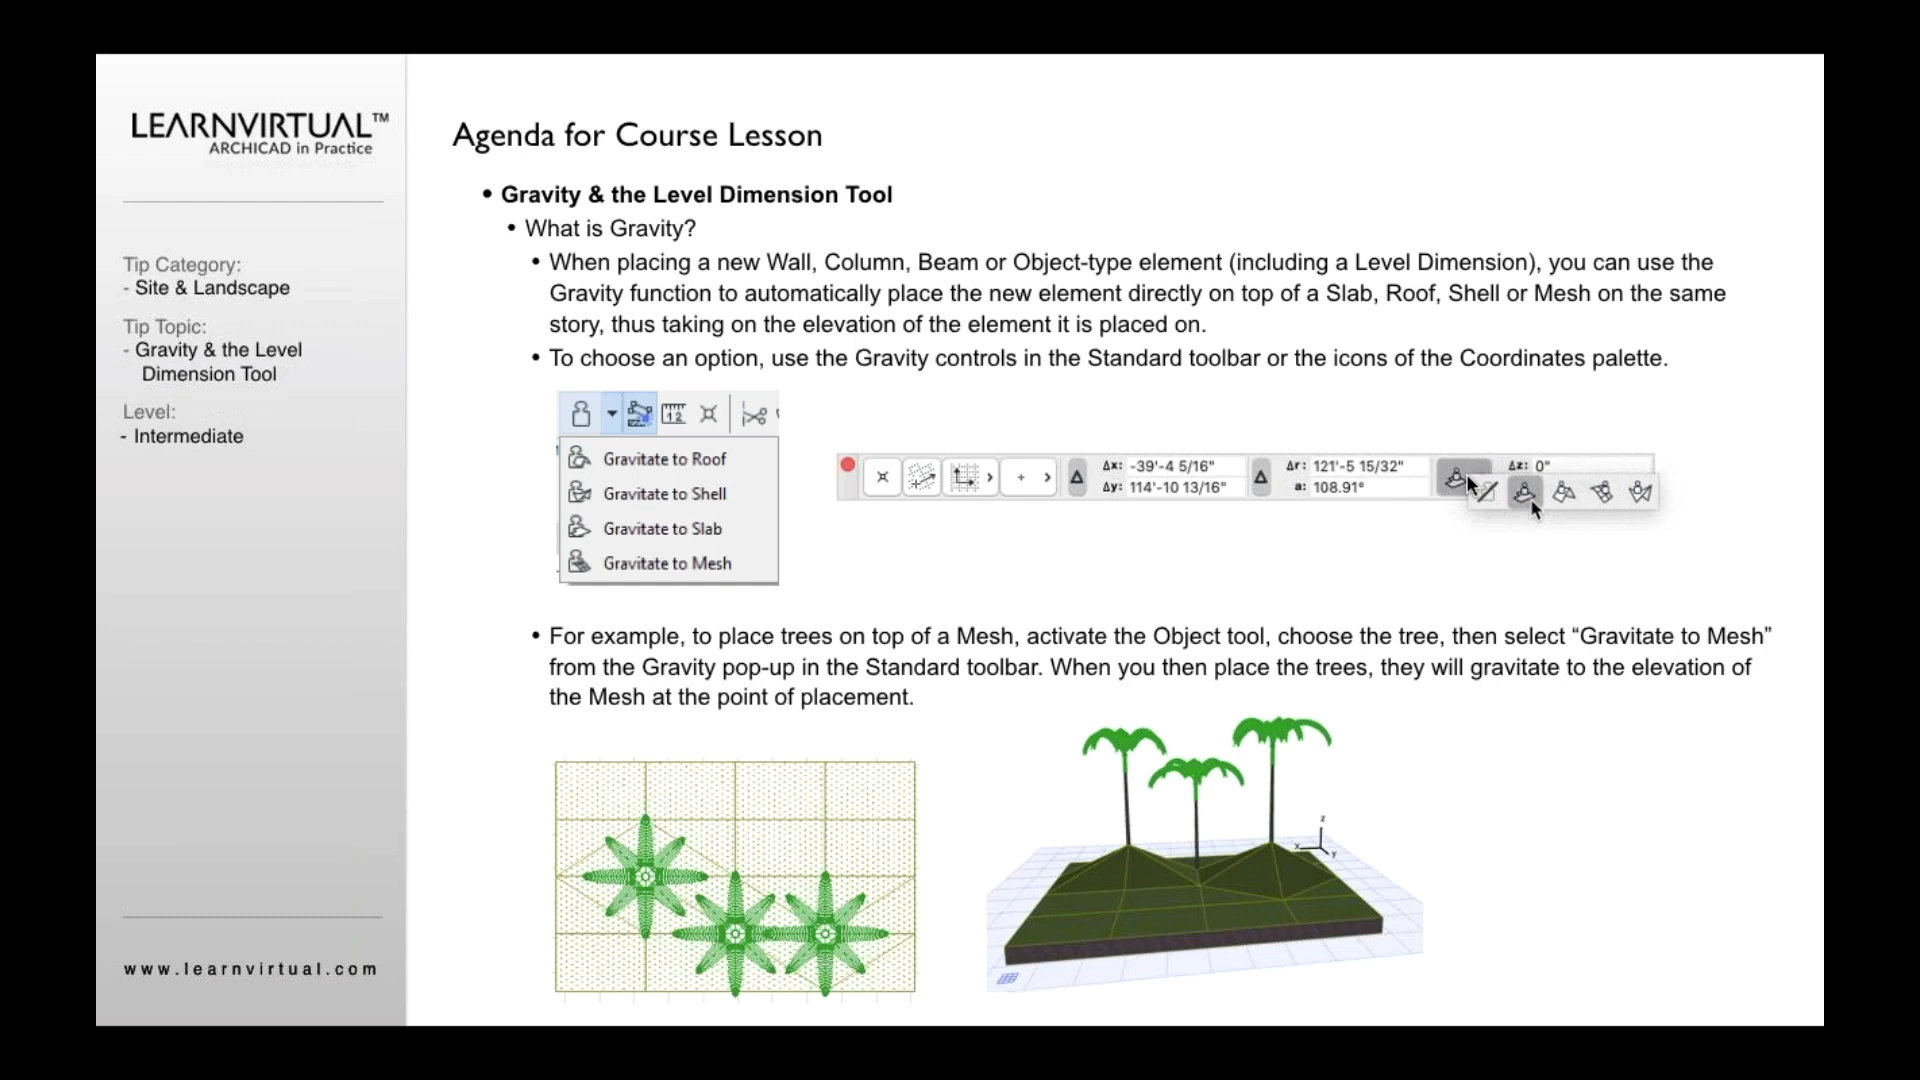 LEARNVIRTUAL™
ARCHICAD in Practice
Tip Category:
- Site & Landscape
Tip Topic:
- Gravity & the Level
Dimension Tool
Level:
- Intermediate
www.learnvirtual.com
Agenda for Course Lesson
• Gravity & the Level Dimension Tool
• What is Gravity?
• When placing a new Wall, Column, Beam or Object-type element (including a Level Dimension), you can use the
Gravity function to automatically place the new element directly on top of a Slab, Roof, Shell or Mesh on the same
story, thus taking on the elevation of the element it is placed on.
• To choose an option, use the Gravity controls in the Standard toolbar or the icons of the Coordinates palette.
1 2
Gravitate to Roof
Gravitate to Shell
Gravitate to Slab
Gravitate to Mesh
Δx: -39'-4 5/16" Δr: 121'-5 15/32" Δz: 0"
Δy: 114'-10 13/16" a: 108.91°
• For example, to place trees on top of a Mesh, activate the Object tool, choose the tree, then select “Gravitate to Mesh”
from the Gravity pop-up in the Standard toolbar. When you then place the trees, they will gravitate to the elevation of
the Mesh at the point of placement.
z
x y